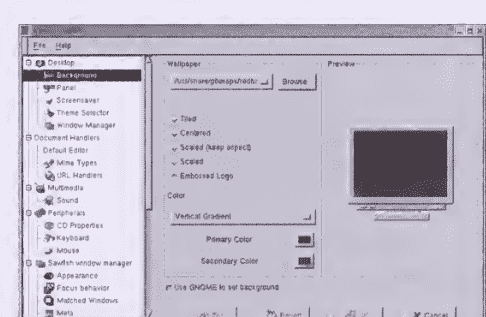 File Help
Desktop
Background
Panel
Screensaver
Theme Selector
Window Manager
Document Handlers
Default Editor
Mime Types
URL Handlers
Multimedia
Sound
Peripherals
CD Properties
Keyboard
Mouse
Sawfish window manager
Appearance
Focus behavior
Matched Windows
Meta
Wallpaper
Browse
Tiled
Centered
Scaled (keep aspect)
Scaled
Embossed Logo
Color
Vertical Gradient
Primary Color
Secondary Color
Use GNOME to set background
Preview
Try
Revert
Cancel